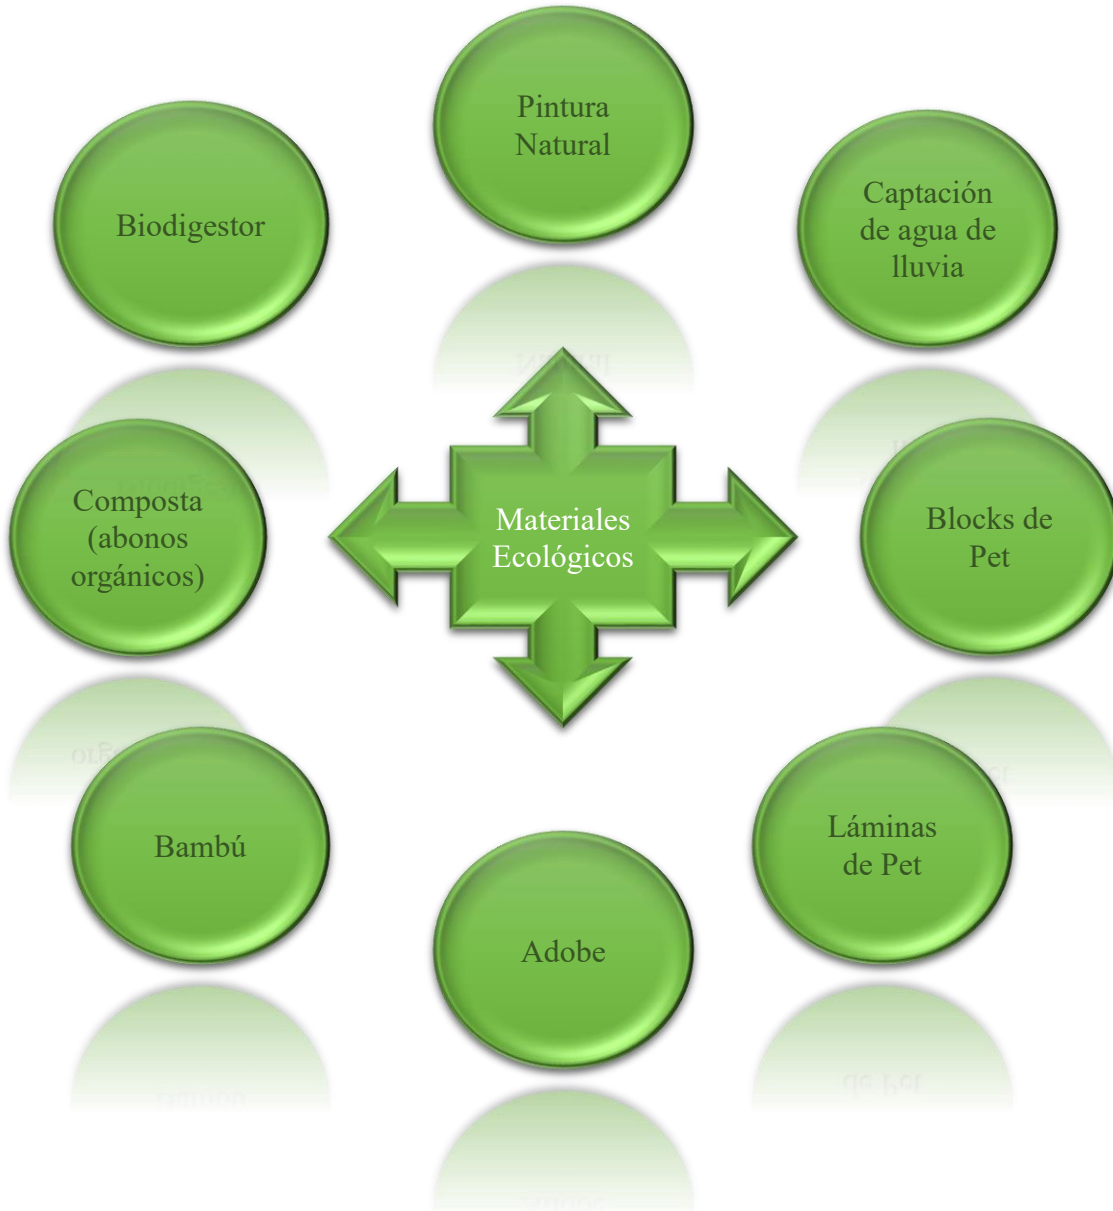 Pintura
Natural
Captación
de agua de
lluvia
Biodigestor
Composta
(abonos
orgánicos)
Materiales
Ecológicos
Blocks de
Pet
Bambú
Láminas
de Pet
Adobe